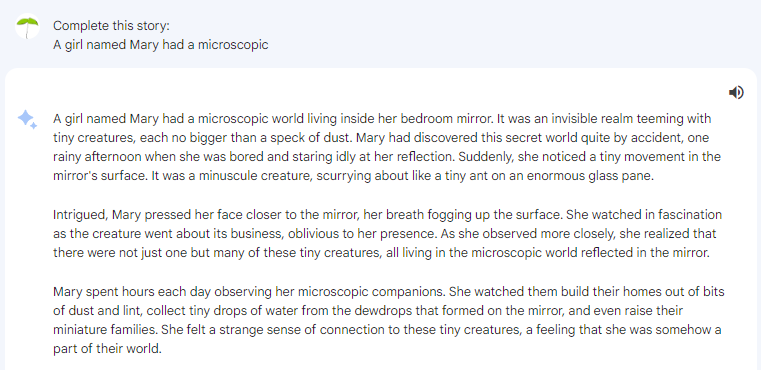 Complete this story:
A girl named Mary had a microscopic
A girl named Mary had a microscopic world living inside her bedroom mirror. It was an invisible realm teeming with
tiny creatures, each no bigger than a speck of dust. Mary had discovered this secret world quite by accident, one
rainy afternoon when she was bored and staring idly at her reflection. Suddenly, she noticed a tiny movement in the
mirror's surface. It was a minuscule creature, scurrying about like a tiny ant on an enormous glass pane.
Intrigued, Mary pressed her face closer to the mirror, her breath fogging up the surface. She watched in fascination
as the creature went about its business, oblivious to her presence. As she observed more closely, she realized that
there were not just one but many of these tiny creatures, all living in the microscopic world reflected in the mirror.
Mary spent hours each day observing her microscopic companions. She watched them build their homes out of bits
of dust and lint, collect tiny drops of water from the dewdrops that formed on the mirror, and even raise their
miniature families. She felt a strange sense of connection to these tiny creatures, a feeling that she was somehow a
part of their world.